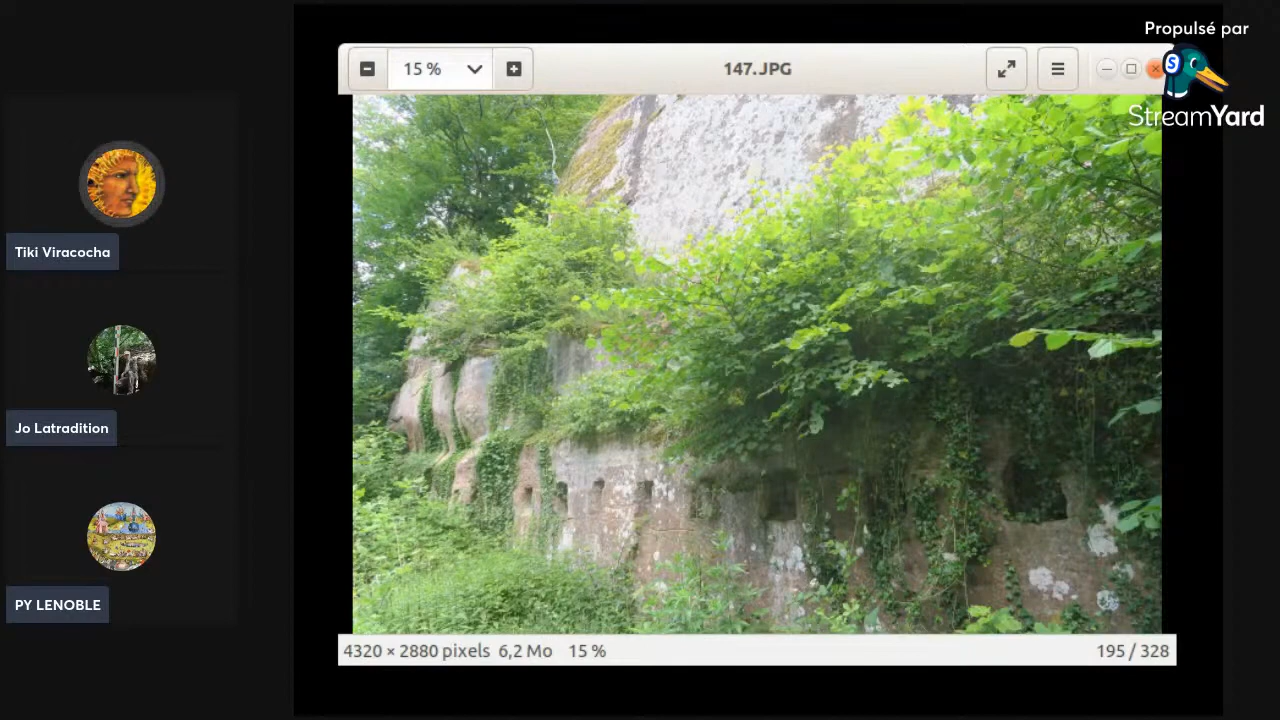 Propulsé par
StreamYard
15 %
147.JPG
Tiki Viracocha
Jo Latradition
PY LENOBLE
4320 × 2880 pixels 6,2 Mo 15 %
195 / 328